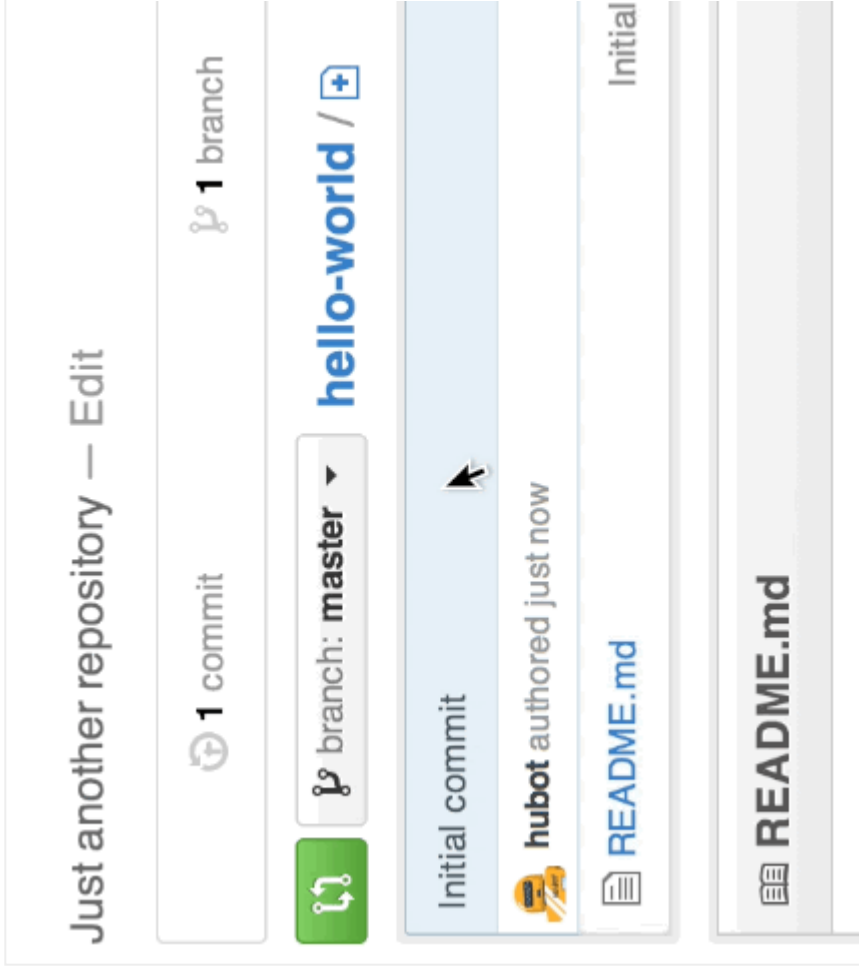 Just another repository — Edit
1 commit
1 branch
branch: master
hello-world /
Initial commit
hubot authored just now
README.md
Initial
README.md